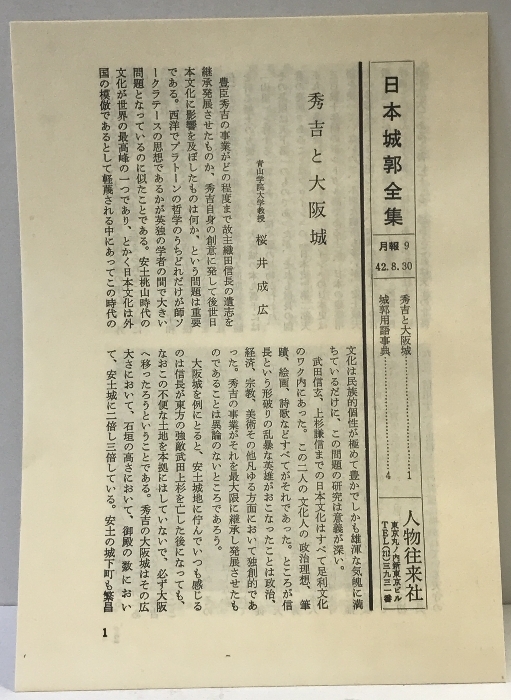 日本城郭全集
月報 9
42.8.30
秀吉と大阪城…………………1
城郭用語事典…………………4
人物往来社
東京丸ノ内新東京ビル
TEL(212)三九三一番
秀吉と大阪城
青山学院大学教授 桜井成広
豊臣秀吉の事業がどの程度まで故主織田信長の遺志を
継承発展させたものか、秀吉自身の創意に発して後世日
本文化に影響を及ぼしたものは何か、という問題は重要
である。西洋でプラトーンの哲学のうちどれだけが師ソ
ークラテースの思想であるかが英独の学者の間で大きい
問題となっているのに似たことである。安土桃山時代の
文化が世界の最高峰の一つであり、とかく日本文化は外
国の模倣であるとして軽蔑される中にあってこの時代の
文化は民族的個性が極めて豊かでしかも雄渾な気魄に満
ちているだけに、この問題の研究は意義が深い。
武田信玄、上杉謙信までの日本文化はすべて足利文化
のワク内にあった。この二人の文化人の政治理想、筆
蹟、絵画、詩歌などすべてがそれであった。ところが信
長という形破りの乱暴な英雄がおこなったことは政治、
経済、宗教、美術その他凡ゆる方面において独創的であ
った。秀吉の事業がそれを最大限に継承し発展させたも
のであることは異論のないところであろう。
大阪城を例にとると、安土城地に佇んでいつも感じる
のは信長が東方の強敵武田上杉を亡した後になっても、
なおこの不便な土地を本拠にはしていないで、必ず大阪
へ移ったろうということである。秀吉の大阪城はその広
大さにおいて、石垣の高さにおいて、御殿の数において
て、安土城に二倍し三倍している。安土の城下町も繁昌
1